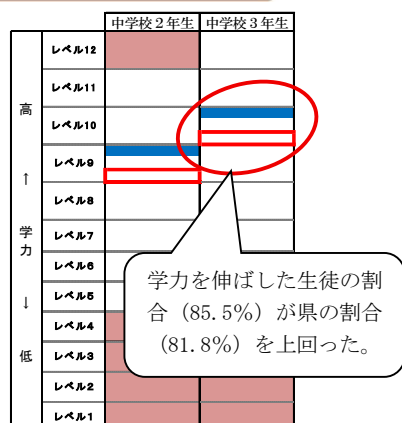 中学校２年生 中学校３年生
レベル12
レベル11
高
レベル10
レベル9
↑
レベル8
学
レベル7
力
レベル6
レベル5
↓
レベル4
低
レベル3
レベル2
レベル1
学力を伸ばした生徒の割
合（85.5%）が県の割合
（81.8%）を上回った。